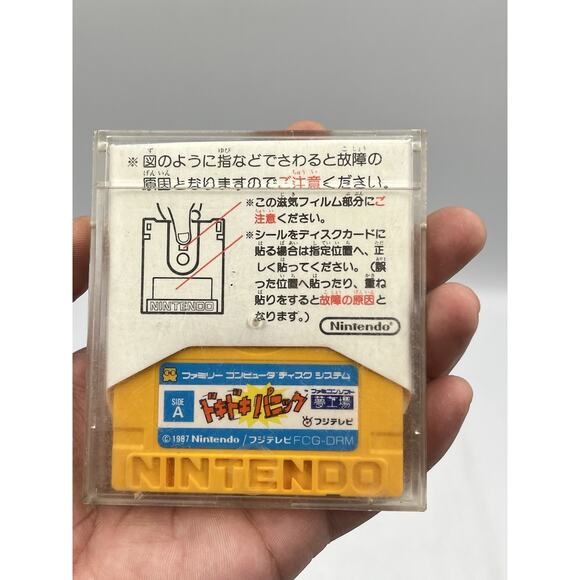 ※図のように指などでさわると故障の
原因となりますのでご注意ください。
※この滋気フィルム部分にご
注意ください。
※シールをディスクカードに
貼る場合は指定位置へ、正
しく貼ってください。(誤
った位置へ貼ったり、重ね
貼りをすると故障の原因と
なります。)
NINTENDO
Nintendo®
ファミリー コンピュータ ディスク システム
SIDE
A
ドキドキパニック
ファミコンソフト
夢工場
フジテレビ
© 1987 Nintendo/フジテレビ FCG-DRM
NINTENDO